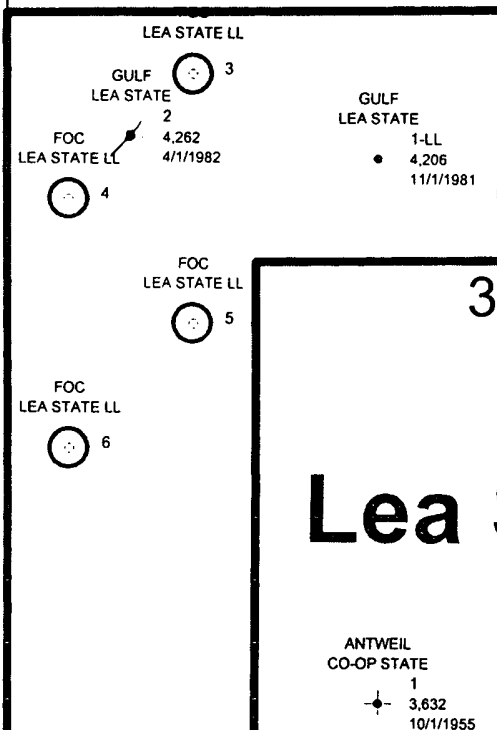 LEA STATE LL
3
GULF
LEA STATE
2
4,262
4/1/1982
GULF
LEA STATE
1-LL
4,206
11/1/1981
FOC
LEA STATE LL
4
FOC
LEA STATE LL
5
3
FOC
LEA STATE LL
6
Lea
ANTWEIL
CO-OP STATE
1
3,632
10/1/1955